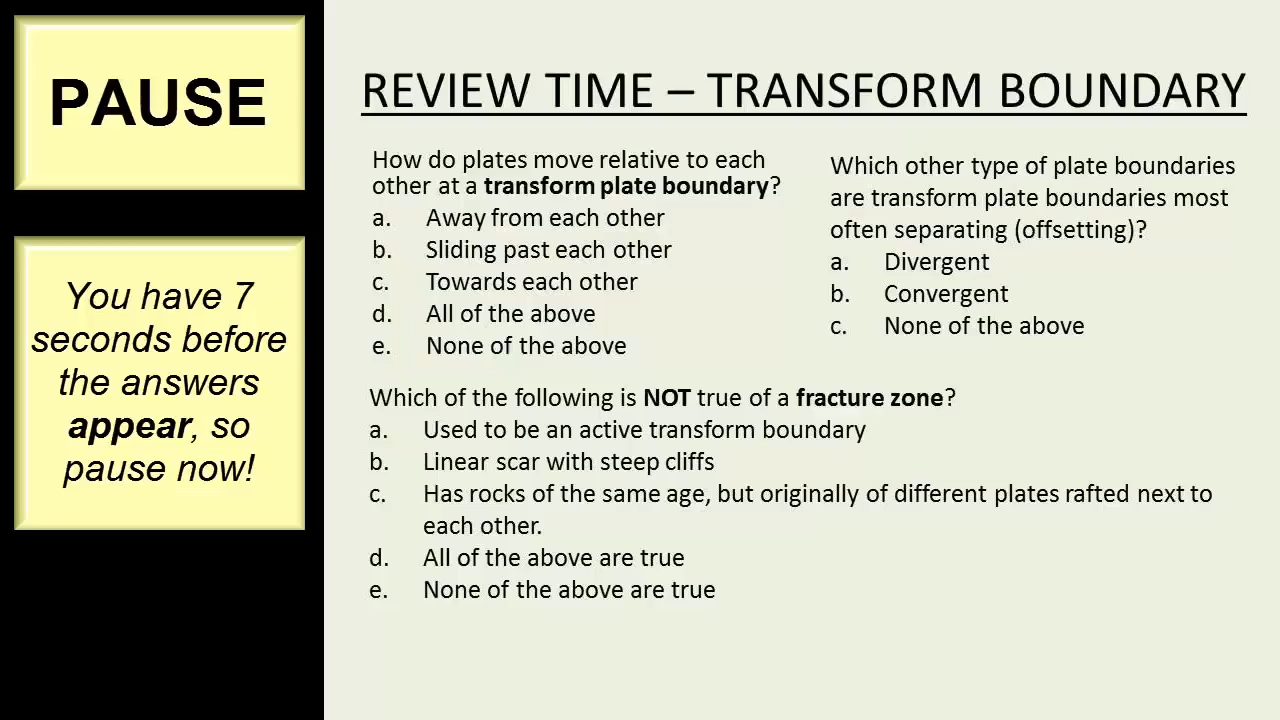 PAUSE
You have 7
seconds before
the answers
appear, so
pause now!
REVIEW TIME – TRANSFORM BOUNDARY
How do plates move relative to each
other at a transform plate boundary?
a. Away from each other
b. Sliding past each other
c. Towards each other
d. All of the above
e. None of the above
Which other type of plate boundaries
are transform plate boundaries most
often separating (offsetting)?
a. Divergent
b. Convergent
c. None of the above
Which of the following is NOT true of a fracture zone?
a. Used to be an active transform boundary
b. Linear scar with steep cliffs
c. Has rocks of the same age, but originally of different plates rafted next to
each other.
d. All of the above are true
e. None of the above are true